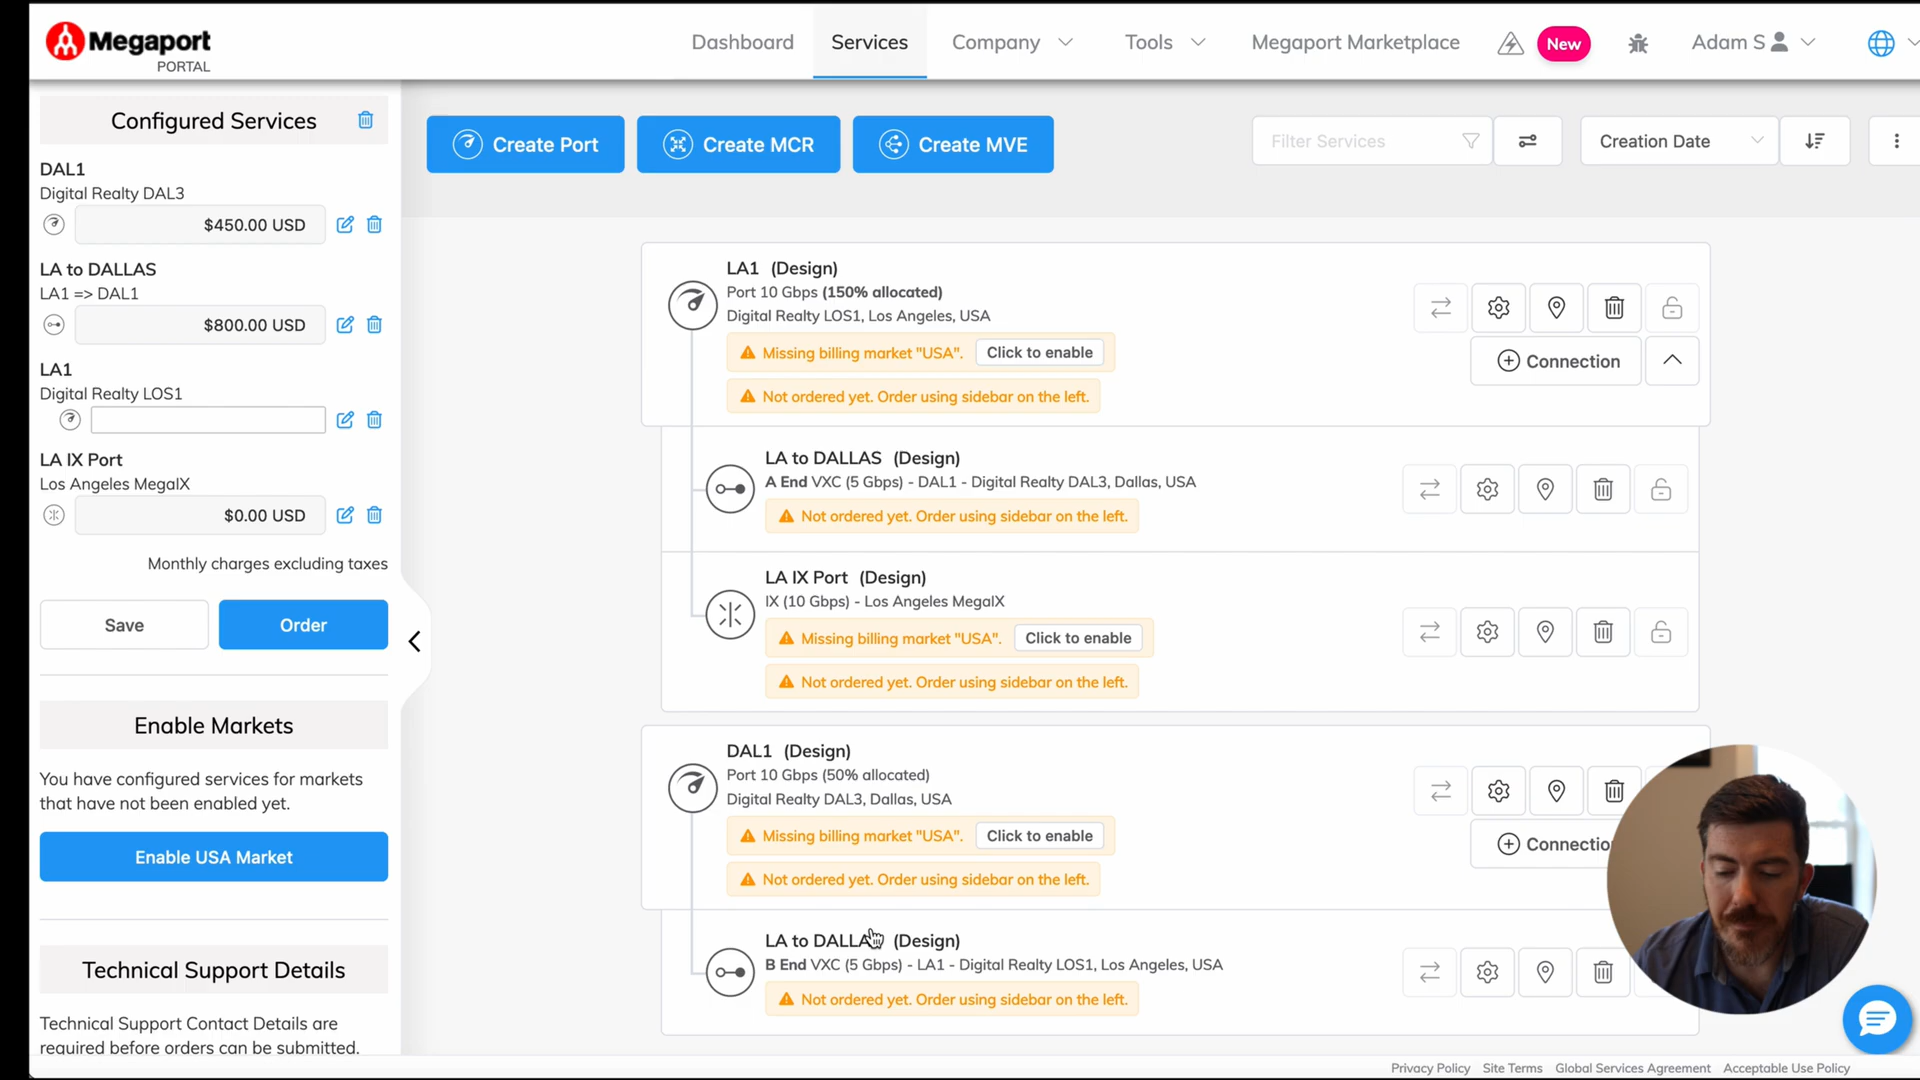 Megaport
PORTAL
Dashboard
Services
Company
Tools
Megaport Marketplace
New
Adam S
Configured Services
DAL1
Digital Realty DAL3
$450.00 USD
LA to DALLAS
LA1 => DAL1
$800.00 USD
LA1
Digital Realty LOS1
LA IX Port
Los Angeles MegaIX
$0.00 USD
Monthly charges excluding taxes
Save
Order
Enable Markets
You have configured services for markets
that have not been enabled yet.
Enable USA Market
Technical Support Details
Technical Support Contact Details are
required before orders can be submitted.
Create Port
Create MCR
Create MVE
Filter Services
Creation Date
LA1 (Design)
Port 10 Gbps (150% allocated)
Digital Realty LOS1, Los Angeles, USA
Missing billing market "USA". Click to enable
Not ordered yet. Order using sidebar on the left.
Connection
LA to DALLAS (Design)
A End VXC (5 Gbps) - DAL1 - Digital Realty DAL3, Dallas, USA
Not ordered yet. Order using sidebar on the left.
LA IX Port (Design)
IX (10 Gbps) - Los Angeles MegaIX
Missing billing market "USA". Click to enable
Not ordered yet. Order using sidebar on the left.
DAL1 (Design)
Port 10 Gbps (50% allocated)
Digital Realty DAL3, Dallas, USA
Missing billing market "USA". Click to enable
Not ordered yet. Order using sidebar on the left.
Connectio
LA to DALLA (Design)
B End VXC (5 Gbps) - LA1 - Digital Realty LOS1, Los Angeles, USA
Not ordered yet. Order using sidebar on the left.
Privacy Policy Site Terms Global Services Agreement Acceptable Use Policy